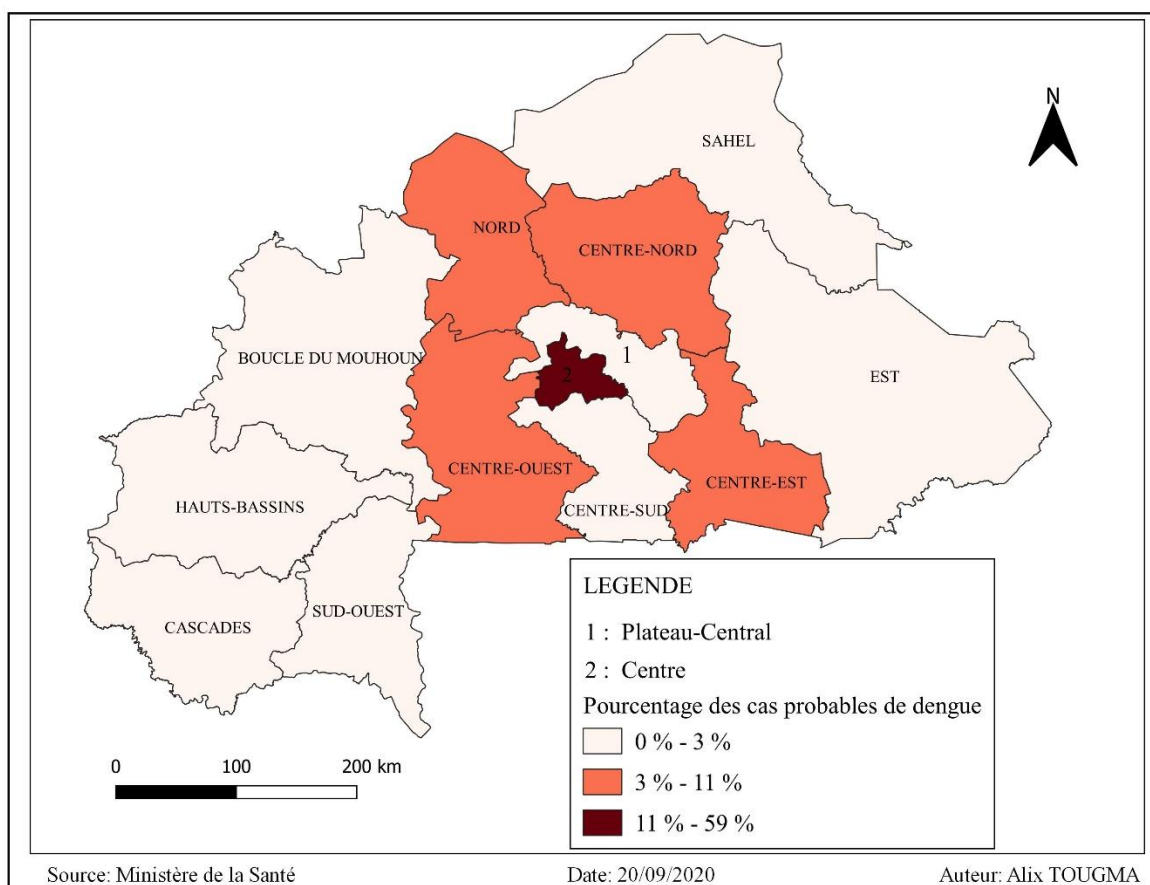 N
SAHEL
NORD
CENTRE-NORD
BOUCLE DU MOUHOUN
1
2
EST
CENTRE-OUEST
CENTRE-EST
HAUTS-BASSINS
CENTRE-SUD
SUD-OUEST
CASCADES
LEGENDE
1 : Plateau-Central
2 : Centre
Pourcentage des cas probables de dengue
0 % - 3 %
3 % - 11 %
11 % - 59 %
0 100 200 km
Source: Ministère de la Santé Date: 20/09/2020 Auteur: Alix TOUGMA